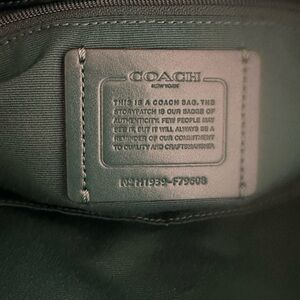 COACH
NEW YORK
THIS IS A COACH BAG. THE
STORYPATCH IS OUR BADGE OF
AUTHENTICITY. FEW PEOPLE MAY
SEE IT, BUT IT WILL ALWAYS BE A
REMINDER OF OUR COMMITMENT
TO QUALITY AND CRAFTSMANSHIP.
-F79608